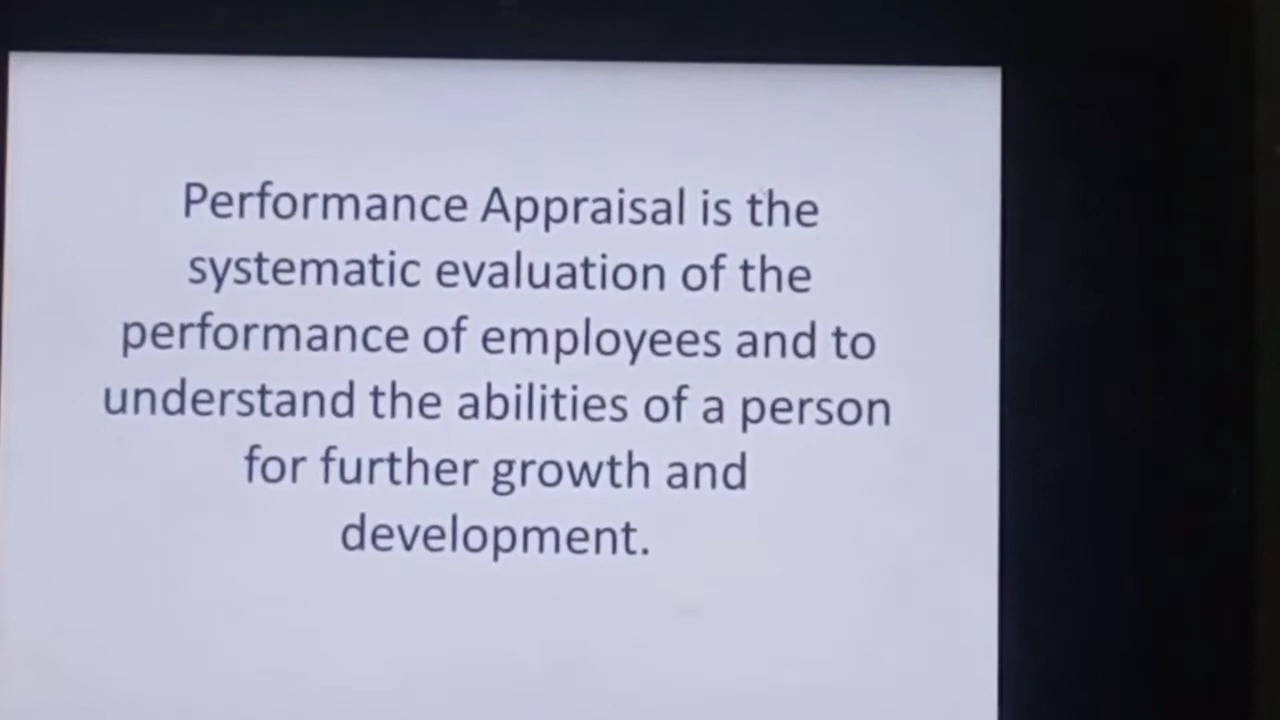 Performance Appraisal is the
systematic evaluation of the
performance of employees and to
understand the abilities of a person
for further growth and
development.